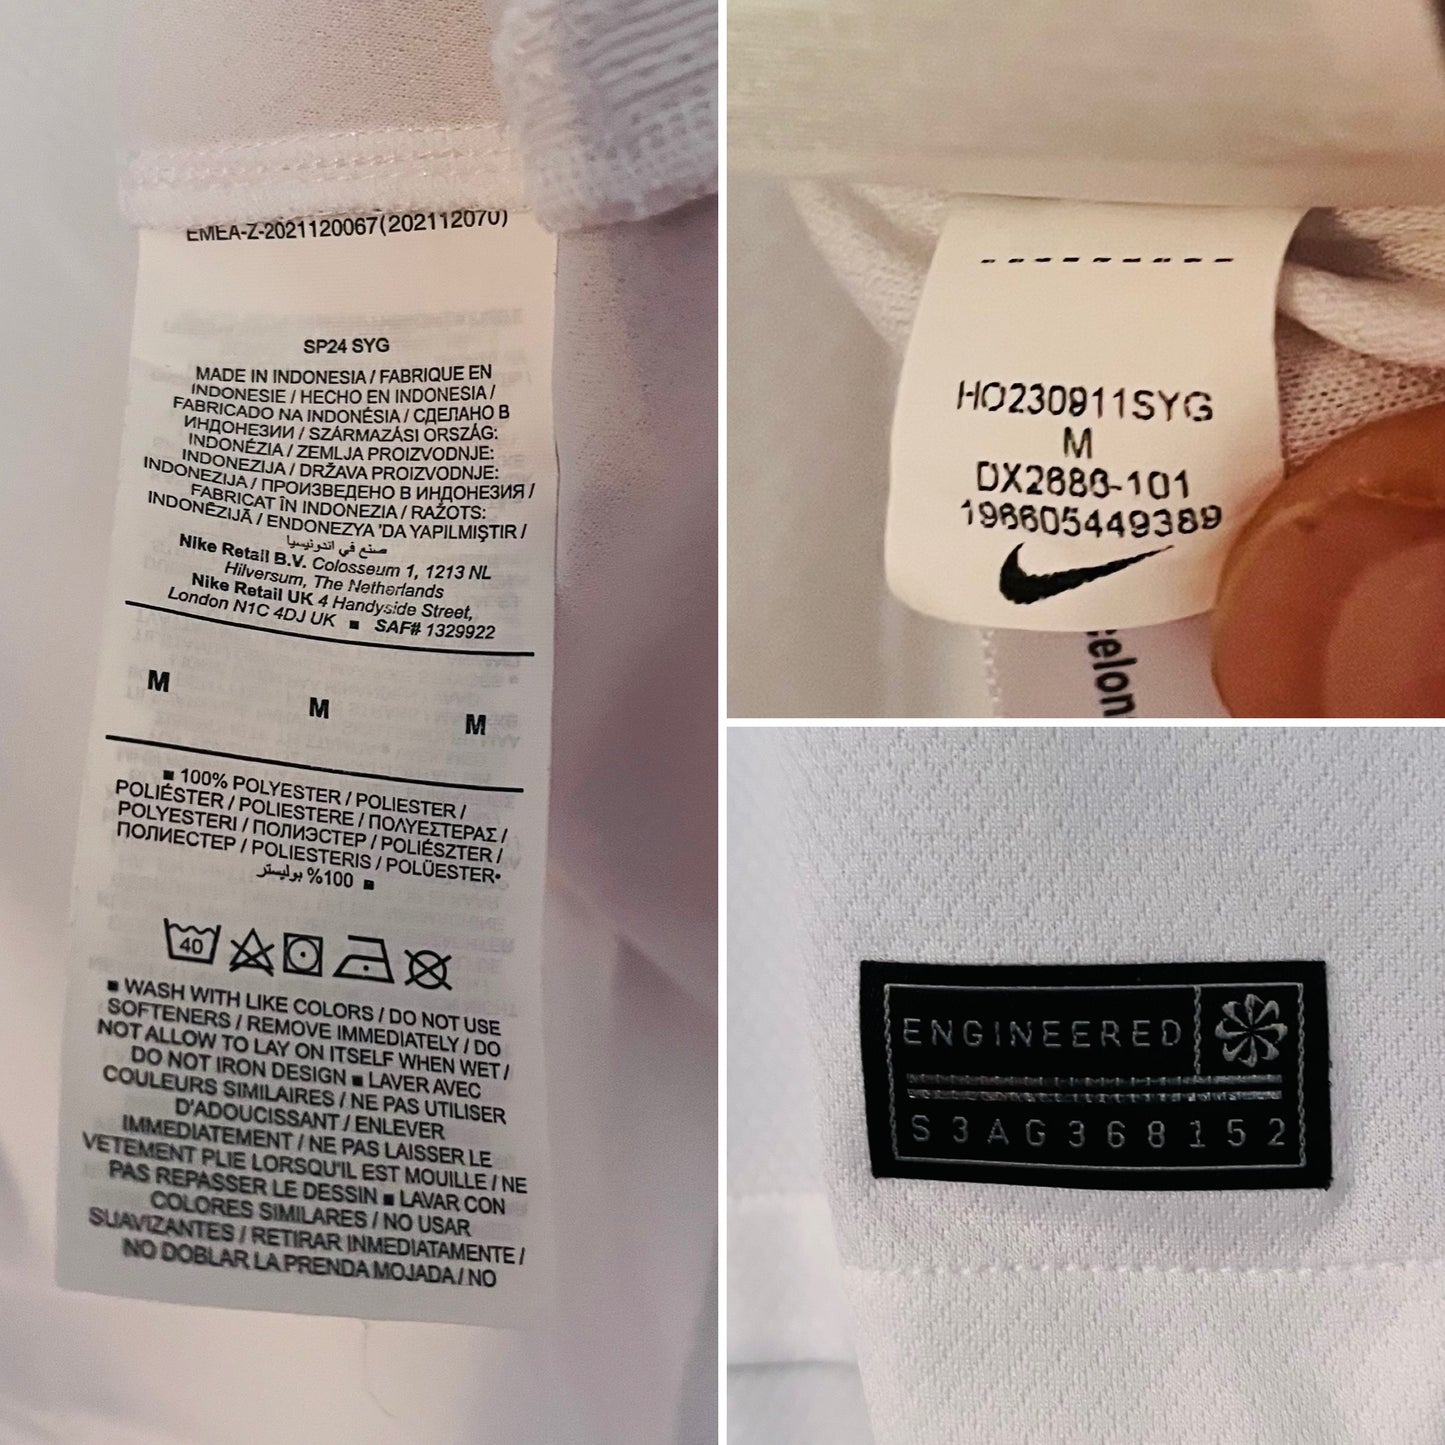 EMEA-Z-2021120067(202112070)
SP24 SYG
MADE IN INDONESIA / FABRIQUE EN
INDONESIE / HECHO EN INDONESIA /
FABRICADO NA INDONÉSIA / СДЕЛАНО В
ИНДОНЕЗИИ / SZÁRMAZÁSI ORSZÁG:
INDONÉZIA / ZEMLJA PROIZVODNJE:
INDONEZIJA / DRŽAVA PROIZVODNJE:
INDONEZIJA / ПРОИЗВЕДЕНО В ИНДОНЕЗИЯ /
FABRICAT ÎN INDONEZIA / RAŽOTS:
INDONĒZIJĀ / ENDONEZYA 'DA YAPILMIŞTIR /
صنع في اندونيسيا
Nike Retail B.V. Colosseum 1, 1213 NL
Hilversum, The Netherlands
Nike Retail UK 4 Handyside Street,
London N1C 4DJ UK ■ SAF# 1329922
M M M
■ 100% POLYESTER / POLIESTER /
POLIÉSTER / POLIESTERE / ΠΟΛΥΕΣΤΕΡΑΣ /
POLYESTERI / ПОЛИЭСТЕР / POLIÉSZTER /
ПОЛИЕСТЕР / POLIESTERIS / POLÜESTER•
100% بوليستر ■
40
■ WASH WITH LIKE COLORS / DO NOT USE
SOFTENERS / REMOVE IMMEDIATELY / DO
NOT ALLOW TO LAY ON ITSELF WHEN WET /
DO NOT IRON DESIGN ■ LAVER AVEC
COULEURS SIMILAIRES / NE PAS UTILISER
D'ADOUCISSANT / ENLEVER
IMMEDIATEMENT / NE PAS LAISSER LE
VETEMENT PLIE LORSQU'IL EST MOUILLE / NE
PAS REPASSER LE DESSIN ■ LAVAR CON
COLORES SIMILARES / NO USAR
SUAVIZANTES / RETIRAR INMEDIATAMENTE /
NO DOBLAR LA PRENDA MOJADA / NO
HO230911SYG
M
DX2686-101
196605449389
celon
ENGINEERED
S3AG368152